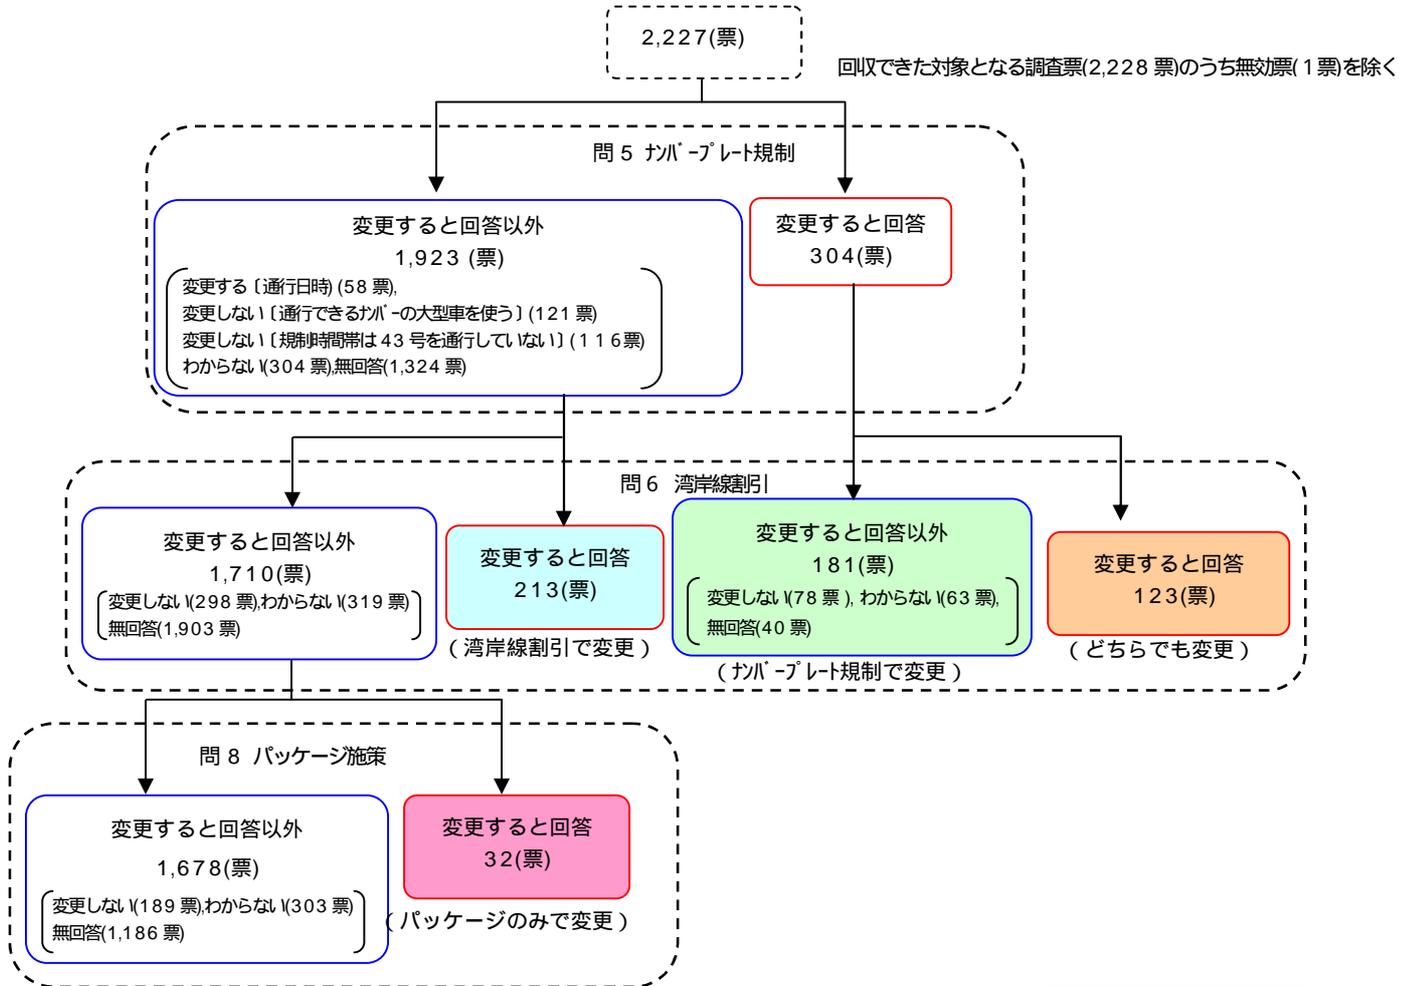 2,227(票)
回収できた対象となる調査票(2,228 票)のうち無効票(1票)を除く
問 5 ﾅﾝﾊﾞｰﾌﾟﾚｰﾄ規制
変更すると回答以外
1,923 (票)
変更する〔通行日時) (58 票),
変更しない〔通行できるﾅﾝﾊﾞｰの大型車を使う〕(121 票)
変更しない〔規制時間帯は 43 号を通行していない〕(116票)
わからない(304 票),無回答(1,324 票)
変更すると回答
304(票)
問 6 湾岸線割引
変更すると回答以外
1,710(票)
変更しない(298 票),わからない(319 票)
無回答(1,903 票)
変更すると回答
213(票)
(湾岸線割引で変更)
変更すると回答以外
181(票)
変更しない(78 票), わからない(63 票),
無回答(40 票)
(ﾅﾝﾊﾞｰﾌﾟﾚｰﾄ規制で変更)
変更すると回答
123(票)
(どちらでも変更)
問 8 パッケージ施策
変更すると回答以外
1,678(票)
変更しない(189 票),わからない(303 票)
無回答(1,186 票)
変更すると回答
32(票)
(パッケージのみで変更)